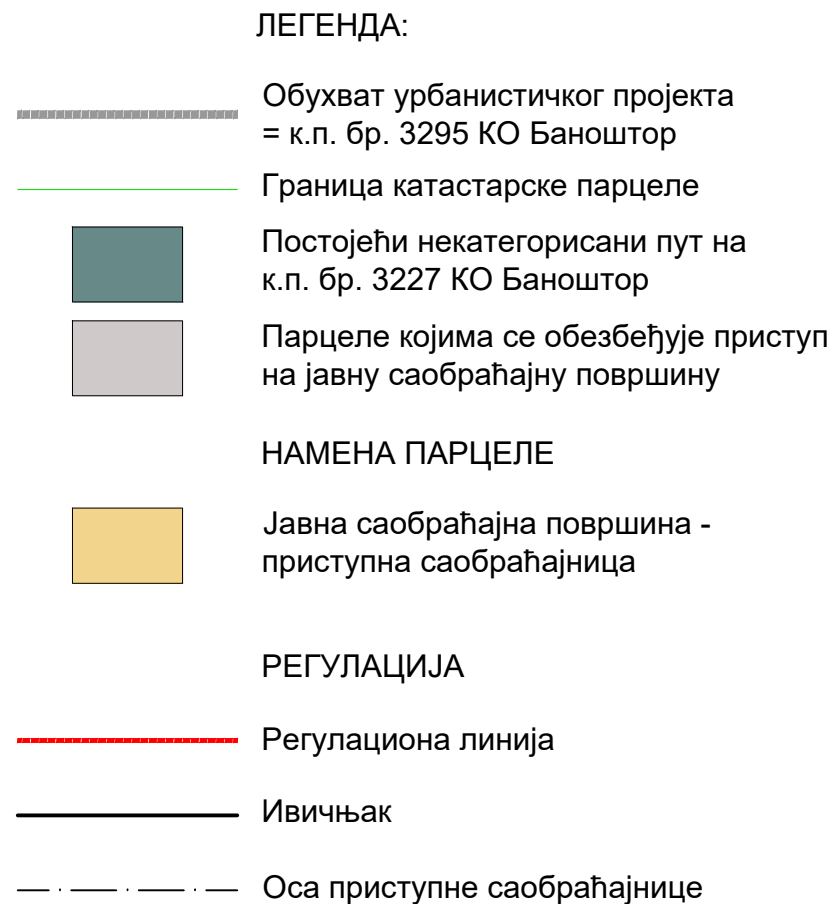 ЛЕГЕНДА:
Обухват урбанистичког пројекта
= к.п. бр. 3295 КО Баноштор
Граница катастарске парцеле
Постојећи некатегорисани пут на
к.п. бр. 3227 КО Баноштор
Парцеле којима се обезбеђује приступ
на јавну саобраћајну површину
НАМЕНА ПАРЦЕЛЕ
Јавна саобраћајна површина -
приступна саобраћајница
РЕГУЛАЦИЈА
Регулациона линија
Ивичњак
Оса приступне саобраћајнице